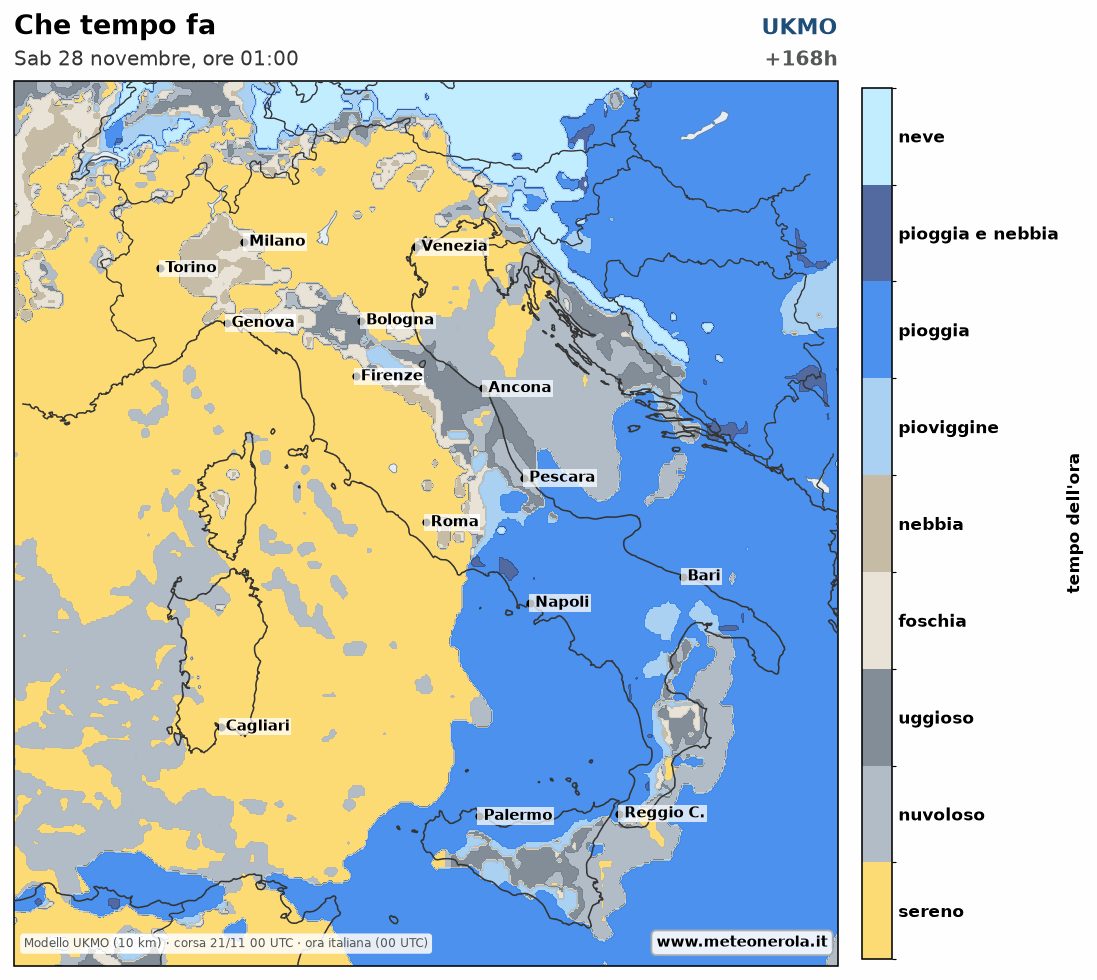 Che tempo fa
UKMO
Sab 28 novembre, ore 01:00
+168h
Milano
Venezia
Torino
Genova
Bologna
Firenze
Ancona
Pescara
Roma
Bari
Napoli
Cagliari
Palermo
Reggio C.
neve
pioggia e nebbia
pioggia
pioviggine
nebbia
foschia
uggioso
nuvoloso
sereno
tempo dell'ora
Modello UKMO (10 km) · corsa 21/11 00 UTC · ora italiana (00 UTC)
www.meteonerola.it